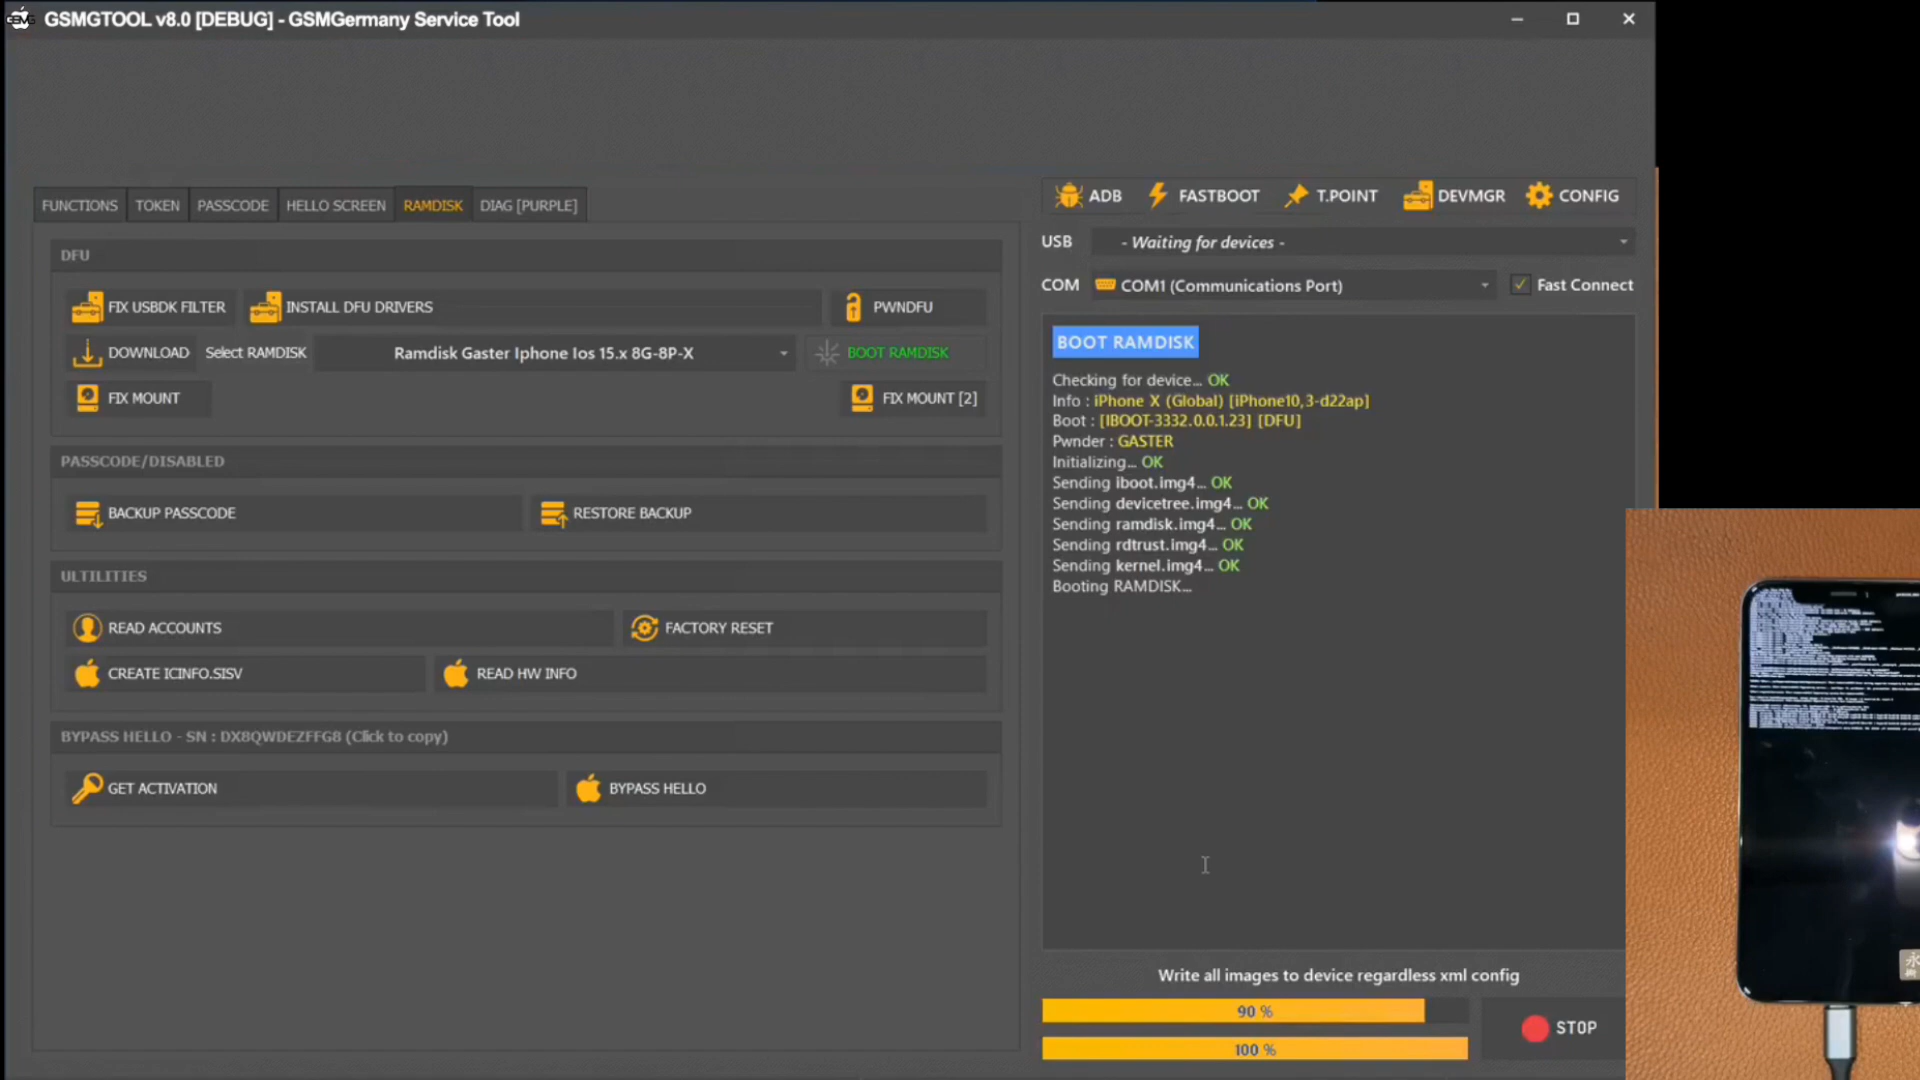 GSMGTOOL v8.0 [DEBUG] - GSMGermany Service Tool
FUNCTIONS
TOKEN
PASSCODE
HELLO SCREEN
RAMDISK
DIAG [PURPLE]
DFU
FIX USBDK FILTER
INSTALL DFU DRIVERS
PWNDFU
DOWNLOAD
Select RAMDISK
Ramdisk Gaster Iphone Ios 15.x 8G-8P-X
BOOT RAMDISK
FIX MOUNT
FIX MOUNT [2]
PASSCODE/DISABLED
BACKUP PASSCODE
RESTORE BACKUP
ULTILITIES
READ ACCOUNTS
FACTORY RESET
CREATE ICINFO.SISV
READ HW INFO
BYPASS HELLO - SN : DX8QWDEZFFG8 (Click to copy)
GET ACTIVATION
BYPASS HELLO
ADB
FASTBOOT
T.POINT
DEVMGR
CONFIG
USB
- Waiting for devices -
COM
COM1 (Communications Port)
Fast Connect
BOOT RAMDISK
Checking for device... OK
Info : iPhone X (Global) [iPhone10,3-d22ap]
Boot : [IBOOT-3332.0.0.1.23] [DFU]
Pwnder : GASTER
Initializing... OK
Sending iboot.img4... OK
Sending devicetree.img4... OK
Sending ramdisk.img4... OK
Sending rdtrust.img4... OK
Sending kernel.img4... OK
Booting RAMDISK...
Write all images to device regardless xml config
90 %
100 %
STOP